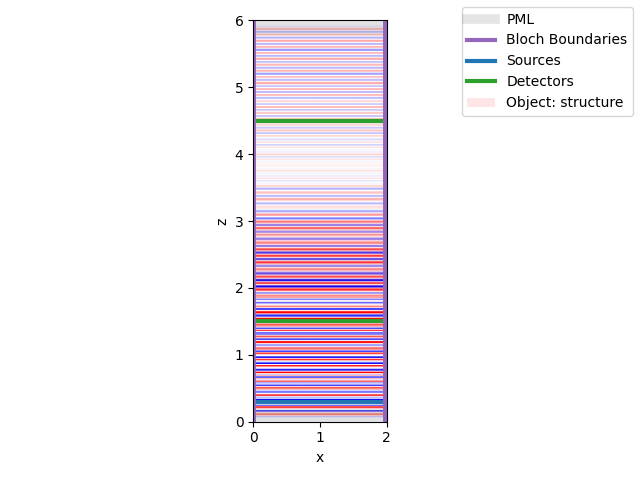 PML
Bloch Boundaries
Sources
Detectors
Object: structure
6
5
4
3
2
1
0
z
0 1 2
x